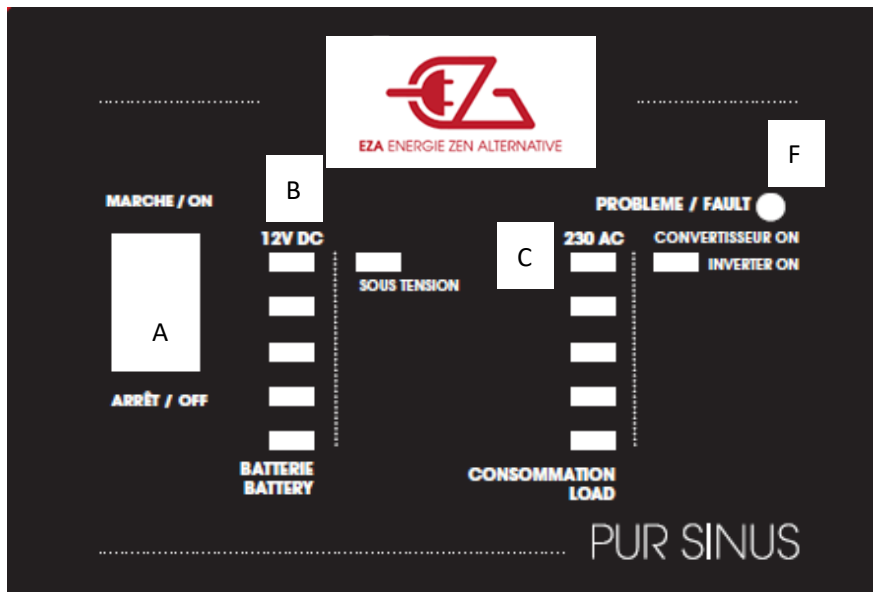 EZA ENERGIE ZEN ALTERNATIVE
F
B
MARCHE / ON
PROBLEME / FAULT
12V DC
C
230 AC
CONVERTISSEUR ON
INVERTER ON
SOUS TENSION
A
ARRÊT / OFF
BATTERIE
BATTERY
CONSOMMATION
LOAD
PUR SINUS